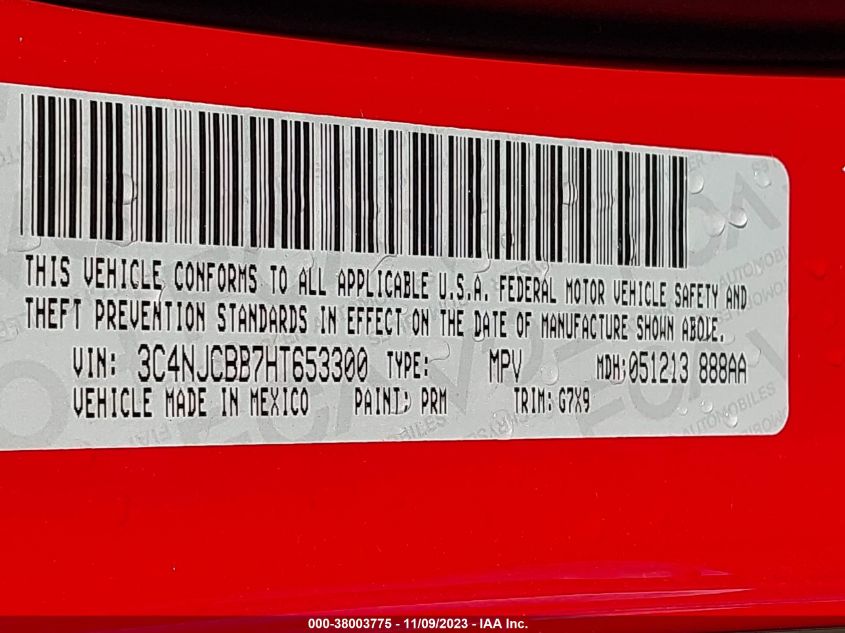 THIS VEHICLE CONFORMS TO ALL APPLICABLE U.S.A. FEDERAL MOTOR VEHICLE SAFETY AND
THEFT PREVENTION STANDARDS IN EFFECT ON THE DATE OF MANUFACTURE SHOWN ABOVE.
VIN: 3C4NJCBB7HT653300 TYPE: MPV MDH:051213 888AA
VEHICLE MADE IN MEXICO PAINT: PRM TRIM:G7X9
000-38003775 - 11/09/2023 - IAA Inc.